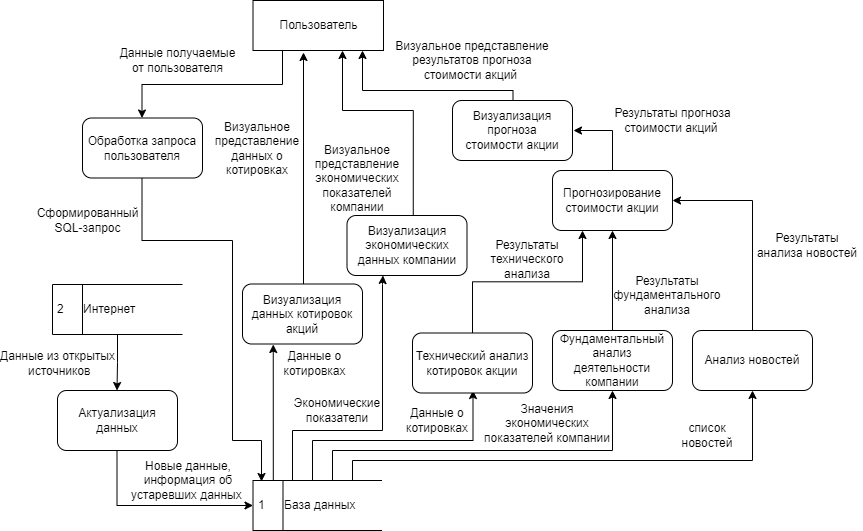 Пользователь
Данные получаемые
от пользователя
Визуальное представление
результатов прогноза
стоимости акций
Визуализация
прогноза
стоимости акции
Результаты прогноза
стоимости акций
Обработка запроса
пользователя
Визуальное
представление
данных о
котировках
Визуальное
представление
экономических
показателей
компании
Прогнозирование
стоимости акции
Сформированный
SQL-запрос
Визуализация
экономических
данных компании
Результаты
технического
анализа
Результаты
анализа новостей
Результаты
фундаментального
анализа
2
Интернет
Визуализация
данных котировок
акций
Данные из открытых
источников
Данные о
котировках
Технический анализ
котировок акции
Фундаментальный
анализ
деятельности
компании
Анализ новостей
Актуализация
данных
Экономические
показатели
Данные о
котировках
Значения
экономических
показателей компании
список
новостей
Новые данные,
информация об
устаревших данных
1
База данных